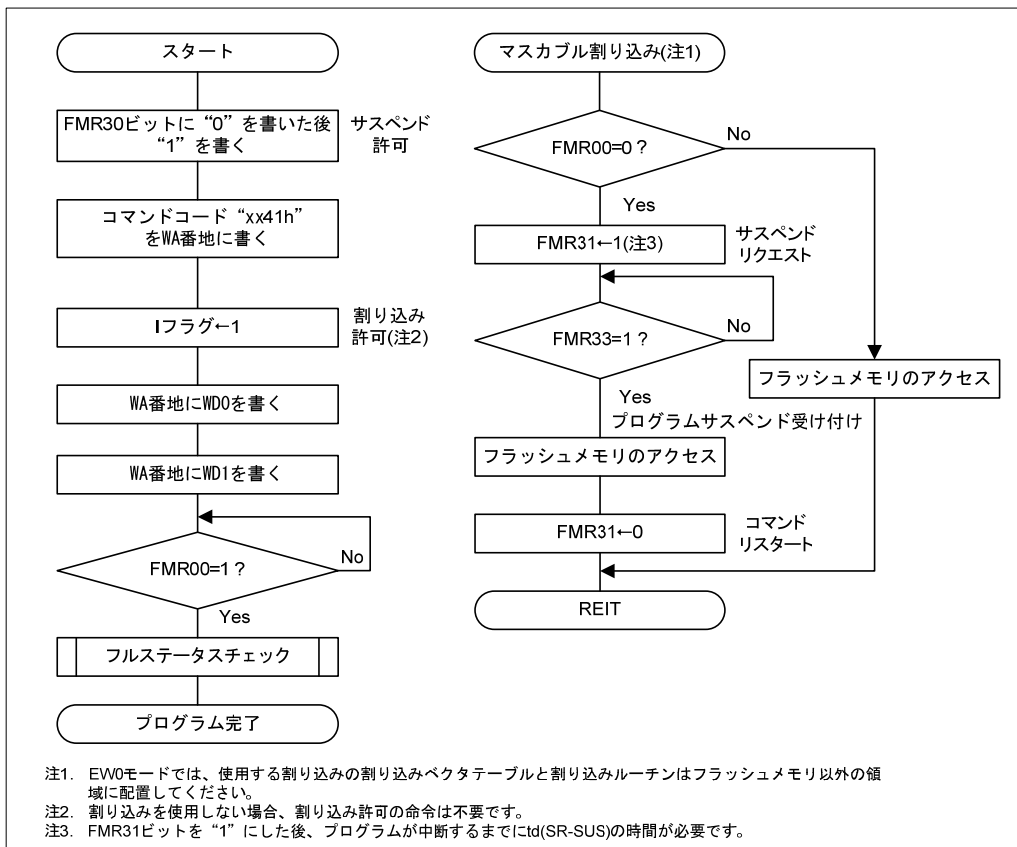 スタート
FMR30ビットに“0”を書いた後
“1”を書く
サスペンド
許可
コマンドコード“xx41h”
をWA番地に書く
Iフラグ←1
割り込み
許可(注2)
WA番地にWD0を書く
WA番地にWD1を書く
FMR00=1？
No
Yes
フルステータスチェック
プログラム完了
マスカブル割り込み(注1)
FMR00=0？
No
Yes
FMR31←1(注3)
サスペンド
リクエスト
FMR33=1？
No
Yes
プログラムサスペンド受け付け
フラッシュメモリのアクセス
フラッシュメモリのアクセス
FMR31←0
コマンド
リスタート
REIT
注1. EW0モードでは、使用する割り込みの割り込みベクタテーブルと割り込みルーチンはフラッシュメモリ以外の領
域に配置してください。
注2. 割り込みを使用しない場合、割り込み許可の命令は不要です。
注3. FMR31ビットを“1”にした後、プログラムが中断するまでにtd(SR-SUS)の時間が必要です。